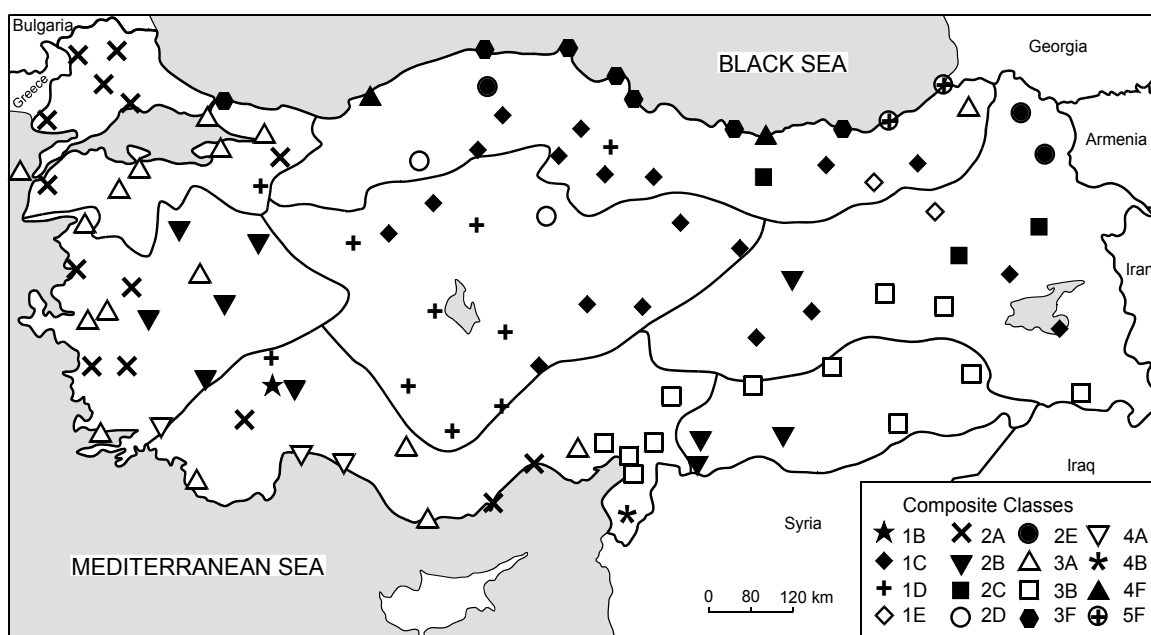 Bulgaria
Greece
BLACK SEA
Georgia
Armenia
Iran
Iraq
Syria
MEDITERRANEAN SEA
0 80 120 km
Composite Classes
1B 2A 2E 4A
1C 2B 3A 4B
1D 2C 3B 4F
1E 2D 3F 5F